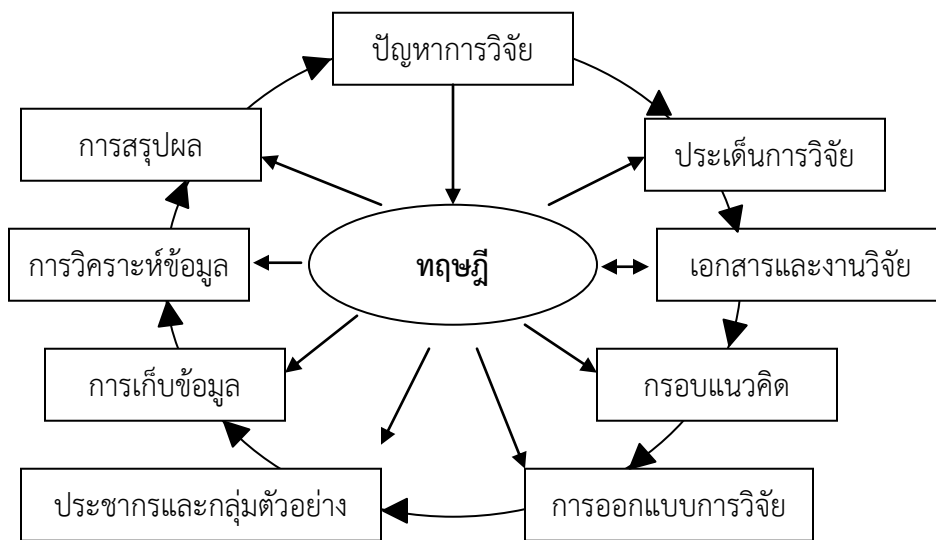 ปัญหาการวิจัย
การสรุปผล
ประเด็นการวิจัย
การวิคราะห์ข้อมูล
ทฤษฎี
เอกสารและงานวิจัย
การเก็บข้อมูล
กรอบแนวคิด
ประชากรและกลุ่มตัวอย่าง
การออกแบบการวิจัย